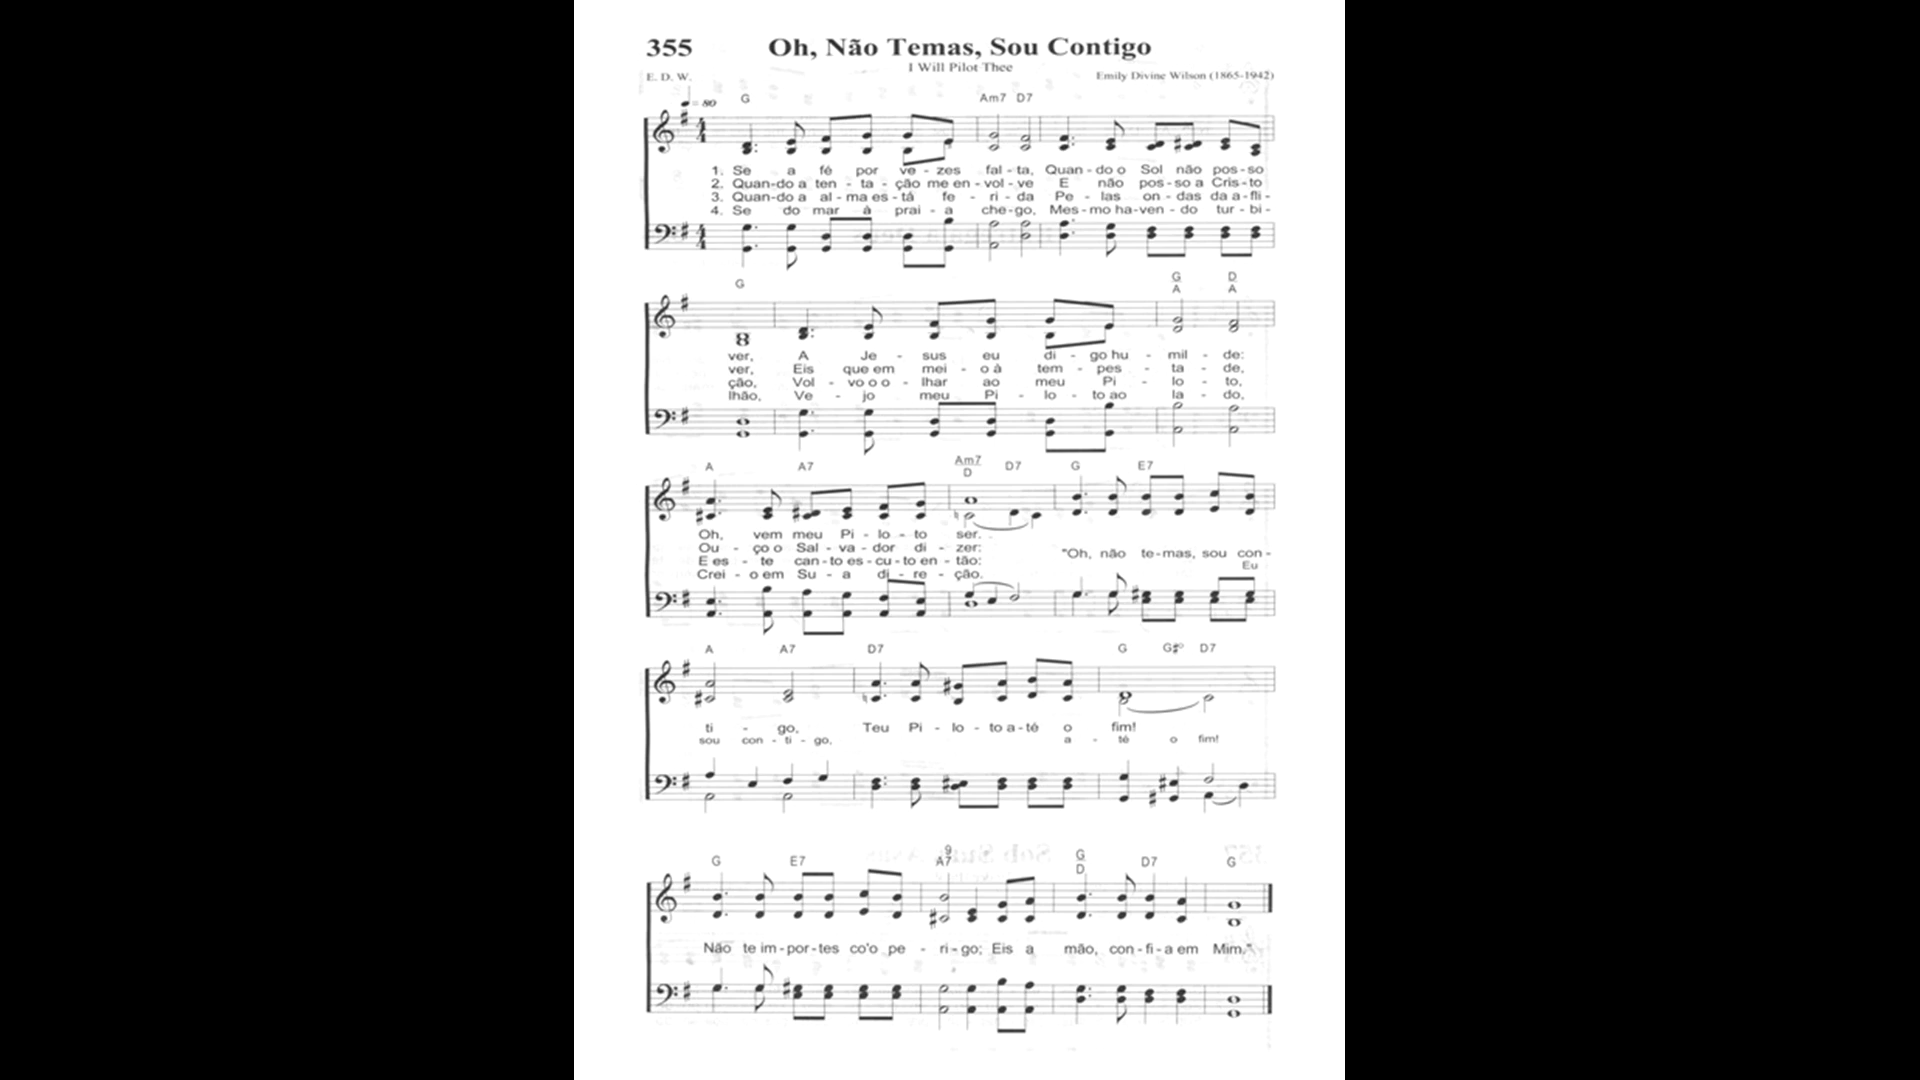 355 Oh, Não Temas, Sou Contigo
I Will Pilot Thee
E. D. W. Emily Divine Wilson (1865-1942)
= 80 G Am7 D7
1. Se a fé por ve - zes fal - ta, Quan - do o Sol não pos - so
2. Quan-do a ten - ta - ção me en - vol - ve E não pos - so a Cris - to
3. Quan-do a al - ma es - tá fe - ri - da Pe - las on - das da a - fli -
4. Se do mar à prai - a che - go, Mes - mo ha - ven - do tur - bi -
G G D
A A
ver, A Je - sus eu di - go hu - mil - de:
ver, Eis que em mei - o à tem - pes - ta - de,
ção, Vol - vo o o - lhar ao meu Pi - lo - to,
lhão, Ve - jo meu Pi - lo - to ao la - do,
A A7 Am7 D7 G E7
D
Oh, vem meu Pi - lo - to ser.
Ou - ço o Sal - va - dor di - zer:
E es - te can - to es - cu - to en - tão:
Crei - o em Su - a di - re - ção.
"Oh, não te - mas, sou con -
Eu
A A7 D7 G G#º D7
ti - go, Teu Pi - lo - to a - té o fim!
sou con - ti - go, a - té o fim!
9
G E7 A7 G D7 G
D
Não te im - por - tes co'o pe - ri - go; Eis a mão, con - fi - a em Mim."